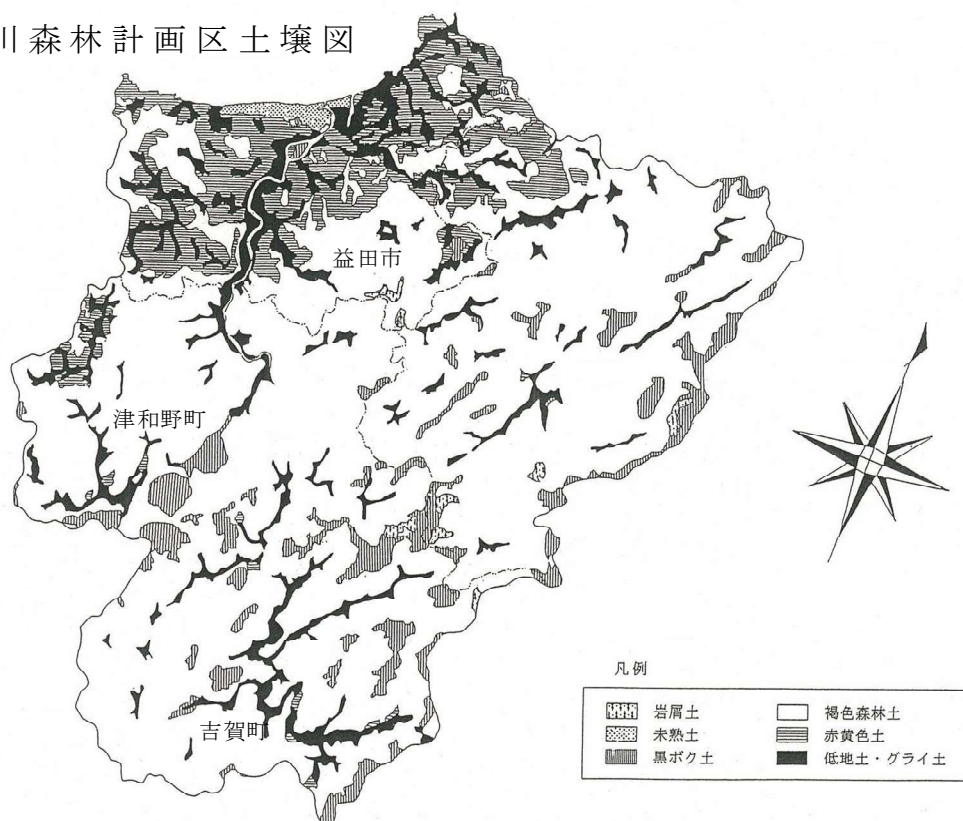 川森林計画区土壌図
益田市
津和野町
吉賀町
凡例
岩屑土
褐色森林土
未熟土
赤黄色土
黒ボク土
低地土・グライ土